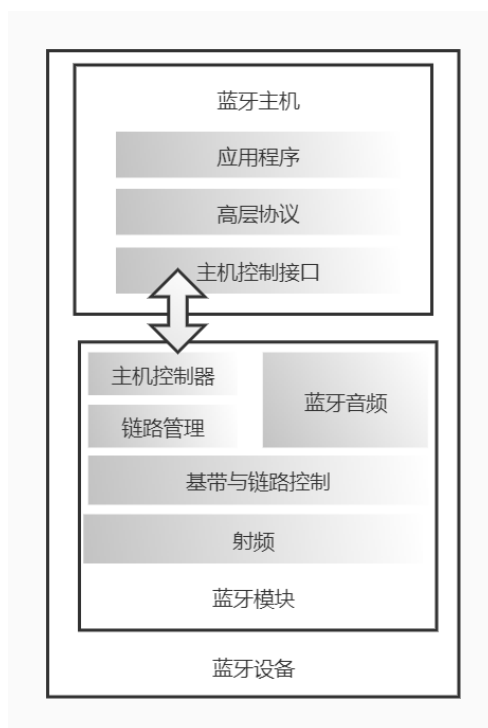 蓝牙主机
应用程序
高层协议
主机控制接口
主机控制器
蓝牙音频
链路管理
基带与链路控制
射频
蓝牙模块
蓝牙设备